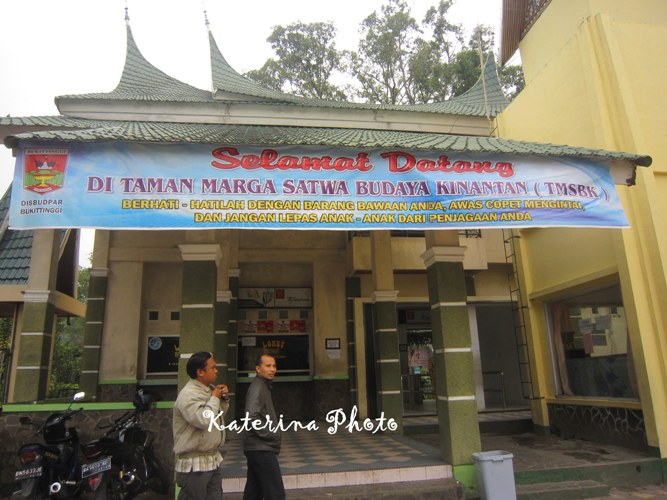 Selamat Datang
DI TAMAN MARGA SATWA BUDAYA KINANTAN ( TMSBK )
BERHATI - HATILAH DENGAN BARANG BAWAAN ANDA, AWAS COPET MENGINTAI,
DAN JANGAN LEPAS ANAK - ANAK DARI PENJAGAAN ANDA
DISBUDPAR
BUKITTINGGI
LOKET
Katerina Photo